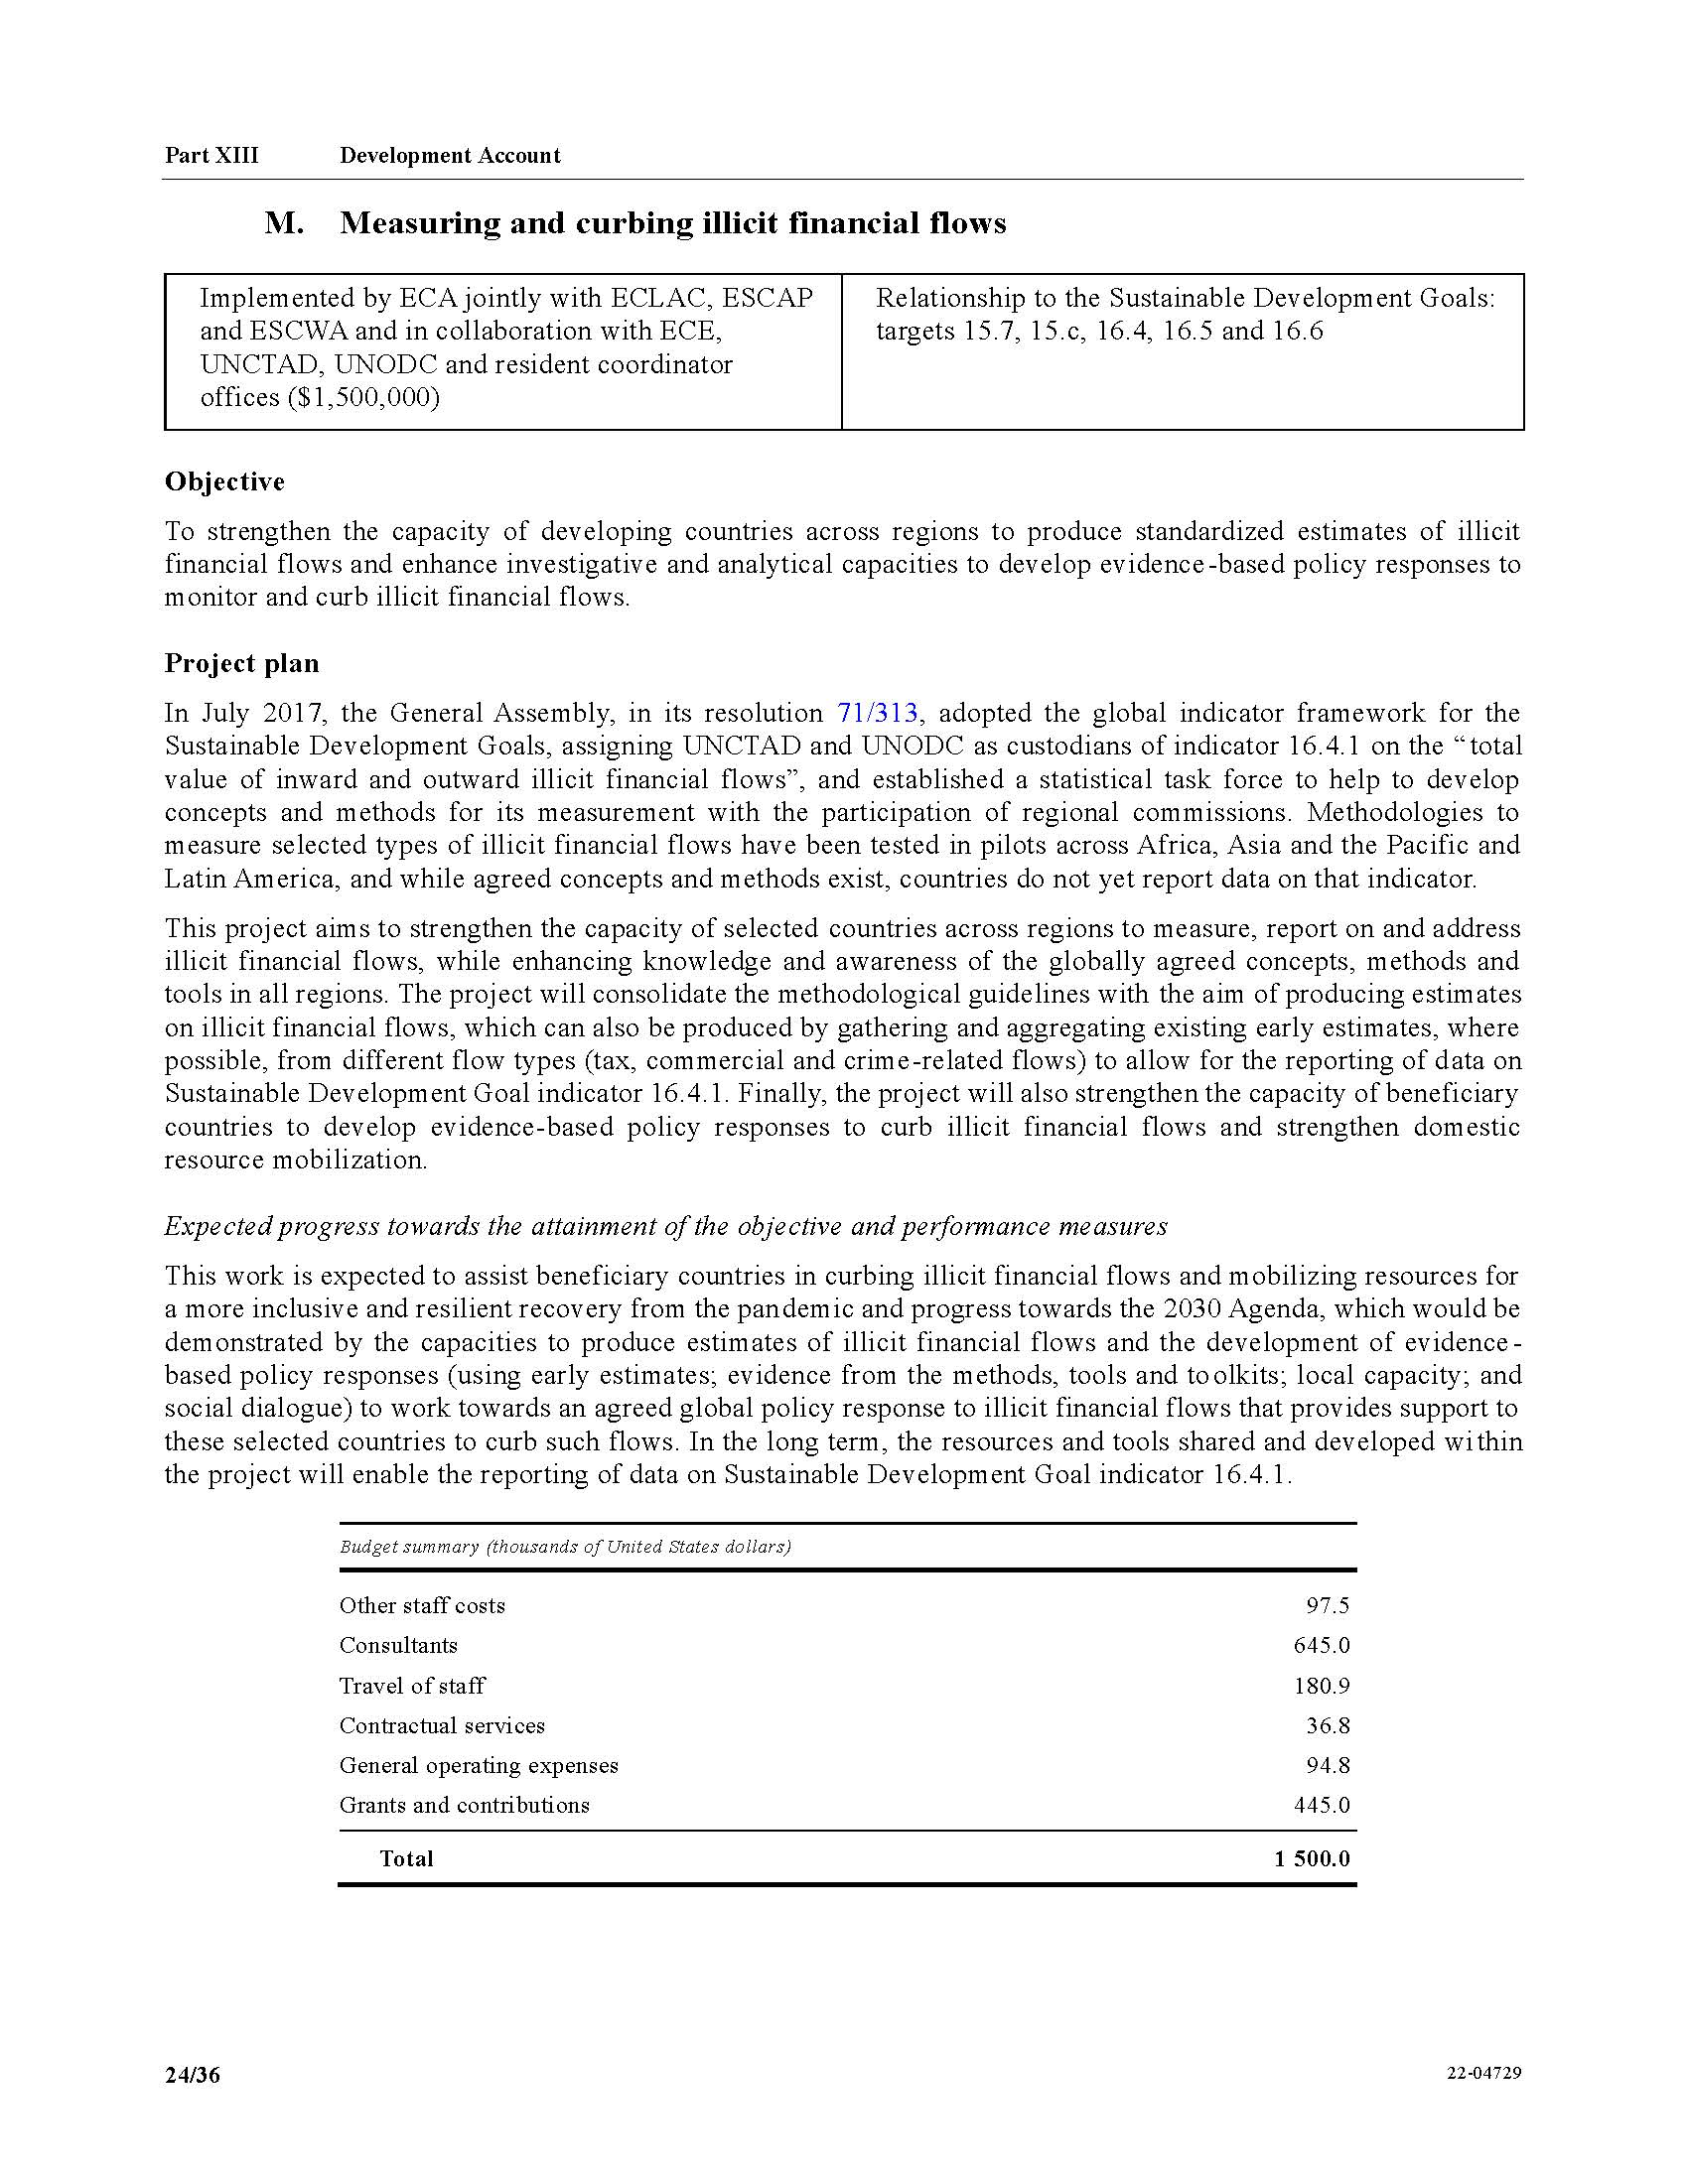 Part XIII Development Account
M. Measuring and curbing illicit financial flows
Implemented by ECA jointly with ECLAC, ESCAP
and ESCWA and in collaboration with ECE,
UNCTAD, UNODC and resident coordinator
offices ($1,500,000)
Relationship to the Sustainable Development Goals:
targets 15.7, 15.c, 16.4, 16.5 and 16.6
Objective
To strengthen the capacity of developing countries across regions to produce standardized estimates of illicit
financial flows and enhance investigative and analytical capacities to develop evidence-based policy responses to
monitor and curb illicit financial flows.
Project plan
In July 2017, the General Assembly, in its resolution 71/313, adopted the global indicator framework for the
Sustainable Development Goals, assigning UNCTAD and UNODC as custodians of indicator 16.4.1 on the “total
value of inward and outward illicit financial flows”, and established a statistical task force to help to develop
concepts and methods for its measurement with the participation of regional commissions. Methodologies to
measure selected types of illicit financial flows have been tested in pilots across Africa, Asia and the Pacific and
Latin America, and while agreed concepts and methods exist, countries do not yet report data on that indicator.
This project aims to strengthen the capacity of selected countries across regions to measure, report on and address
illicit financial flows, while enhancing knowledge and awareness of the globally agreed concepts, methods and
tools in all regions. The project will consolidate the methodological guidelines with the aim of producing estimates
on illicit financial flows, which can also be produced by gathering and aggregating existing early estimates, where
possible, from different flow types (tax, commercial and crime-related flows) to allow for the reporting of data on
Sustainable Development Goal indicator 16.4.1. Finally, the project will also strengthen the capacity of beneficiary
countries to develop evidence-based policy responses to curb illicit financial flows and strengthen domestic
resource mobilization.
Expected progress towards the attainment of the objective and performance measures
This work is expected to assist beneficiary countries in curbing illicit financial flows and mobilizing resources for
a more inclusive and resilient recovery from the pandemic and progress towards the 2030 Agenda, which would be
demonstrated by the capacities to produce estimates of illicit financial flows and the development of evidence-
based policy responses (using early estimates; evidence from the methods, tools and toolkits; local capacity; and
social dialogue) to work towards an agreed global policy response to illicit financial flows that provides support to
these selected countries to curb such flows. In the long term, the resources and tools shared and developed within
the project will enable the reporting of data on Sustainable Development Goal indicator 16.4.1.
Budget summary (thousands of United States dollars)
Other staff costs 97.5
Consultants 645.0
Travel of staff 180.9
Contractual services 36.8
General operating expenses 94.8
Grants and contributions 445.0
Total 1 500.0
24/36 22-04729